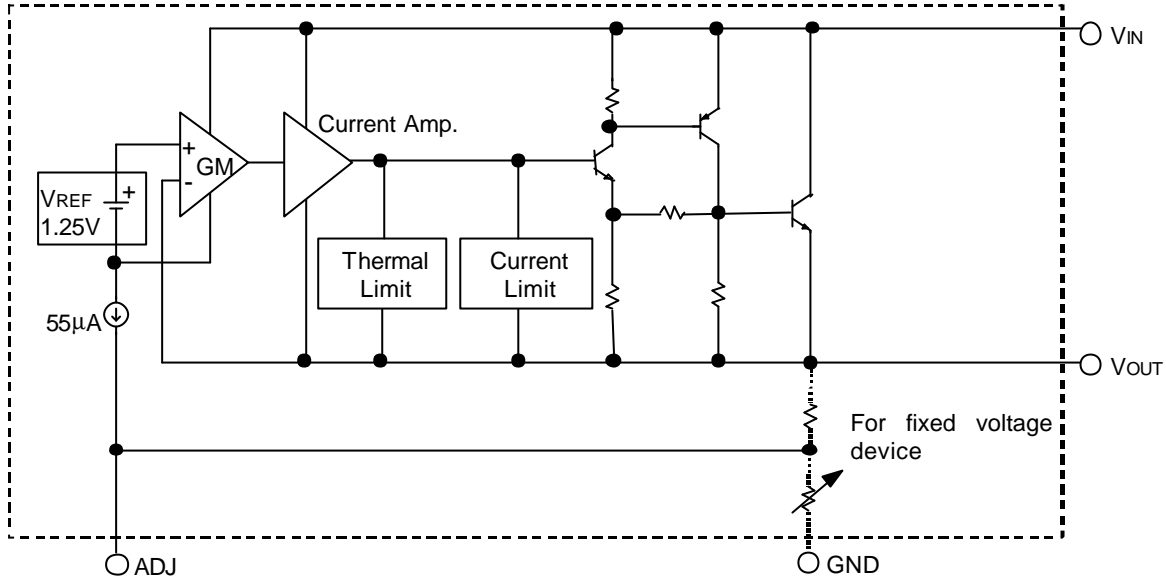 VIN
Current Amp.
+
GM
-
+
VREF
1.25V
Thermal
Limit
Current
Limit
55μA
VOUT
For fixed voltage
device
ADJ
GND